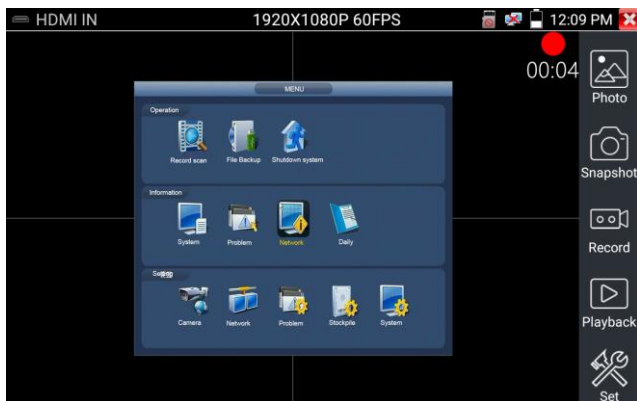 HDMI IN
1920X1080P 60FPS
12:09 PM
00:04
Photo
Snapshot
Record
Playback
Set
MENU
Operation
Record scan
File Backup
Shutdown system
Information
System
Problem
Network
Daily
Camera
Network
Problem
Stockpile
System